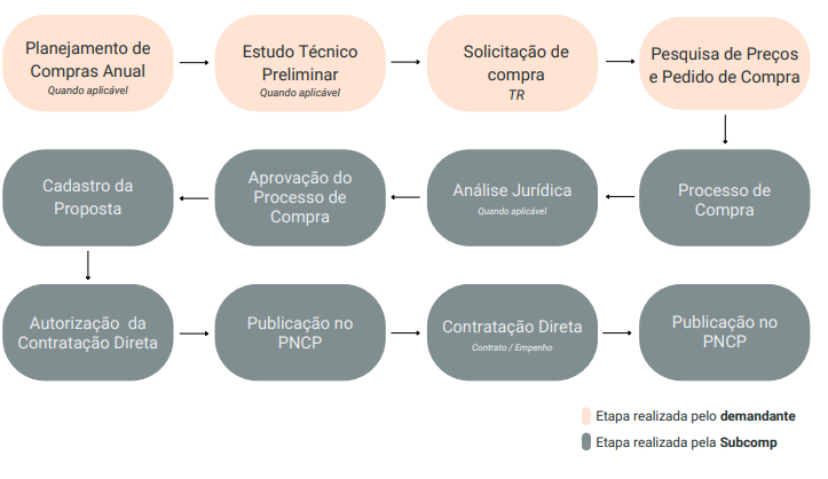 Planejamento de
Compras Anual
Quando aplicável
Estudo Técnico
Preliminar
Quando aplicável
Solicitação de
compra
TR
Pesquisa de Preços
e Pedido de Compra
Cadastro da
Proposta
Aprovação do
Processo de
Compra
Análise Jurídica
Quando aplicável
Processo de
Compra
Autorização da
Contratação Direta
Publicação no
PNCP
Contratação Direta
Contrato / Empenho
Publicação no
PNCP
Etapa realizada pelo demandante
Etapa realizada pela Subcomp